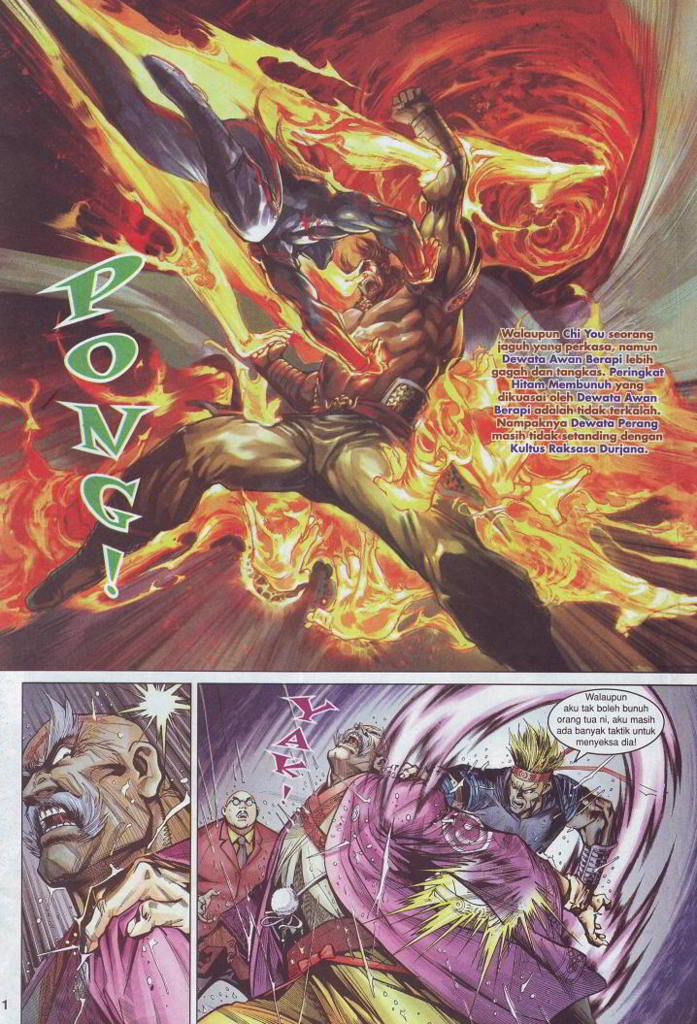 PONG!
Walaupun Chi You seorang
jaguh yang perkasa, namun
Dewata Awan Berapi lebih
gagah dan tangkas. Peringkat
Hitam Membunuh yang
dikuasai oleh Dewata Awan
Berapi adalah tidak terkalah.
Nampaknya Dewata Perang
masih tidak setanding dengan
Kultus Raksasa Durjana.
YAK!
Walaupun
aku tak boleh bunuh
orang tua ni, aku masih
ada banyak taktik untuk
menyeksa dia!
1